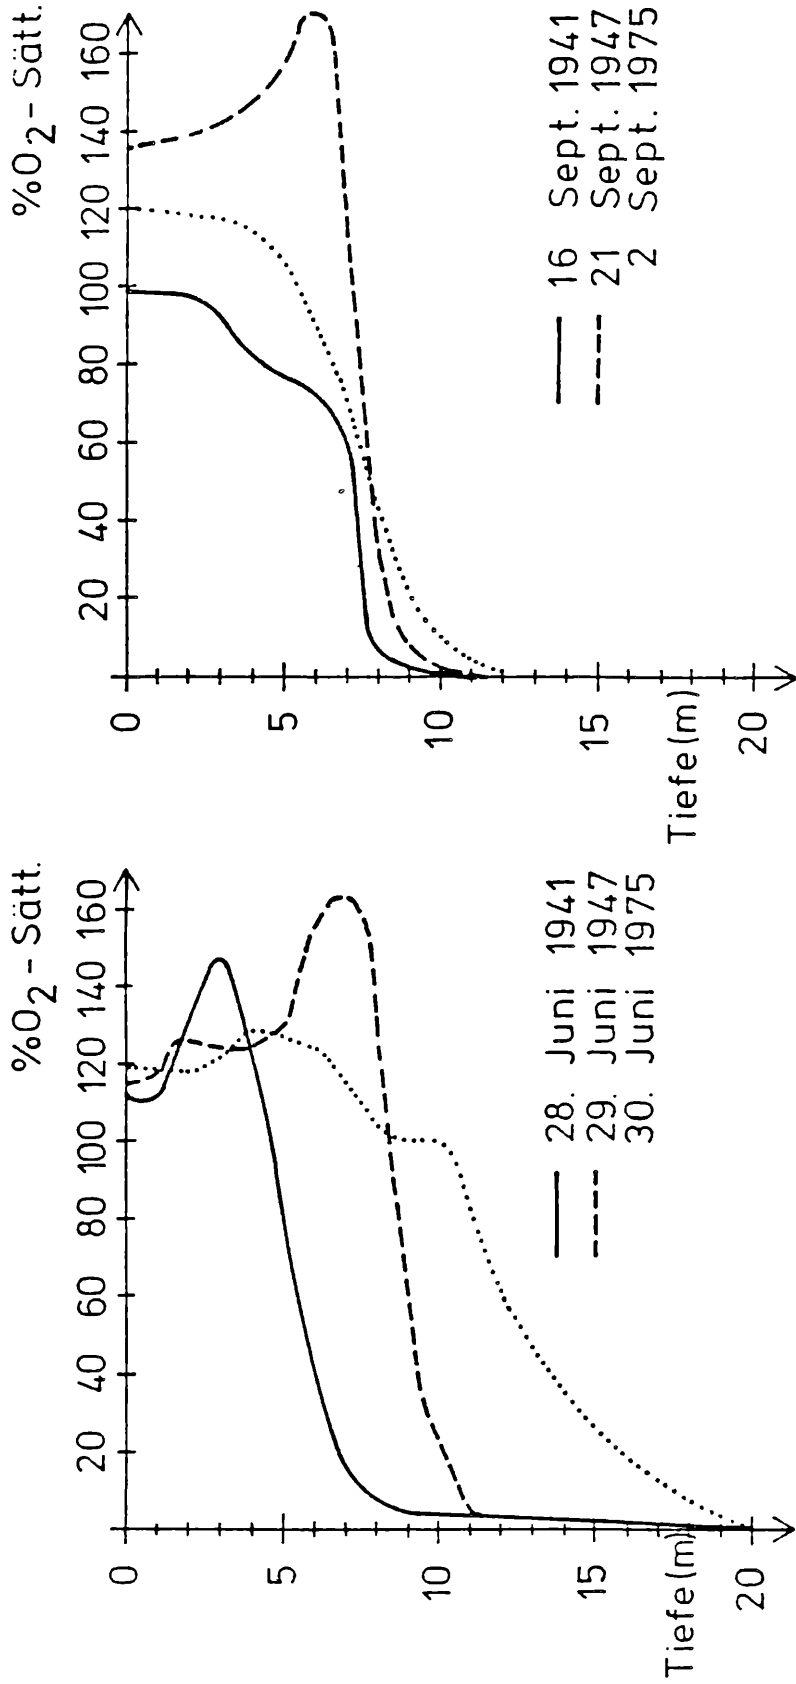 %O2 - Sätt.
160
140
120
100
80
60
40
20
0
5
10
15
20
Tiefe(m)
28. Juni 1941
29. Juni 1947
30. Juni 1975
%O2 - Sätt.
160
140
120
100
80
60
40
20
0
5
10
15
20
Tiefe(m)
16 Sept. 1941
21 Sept. 1947
2 Sept. 1975